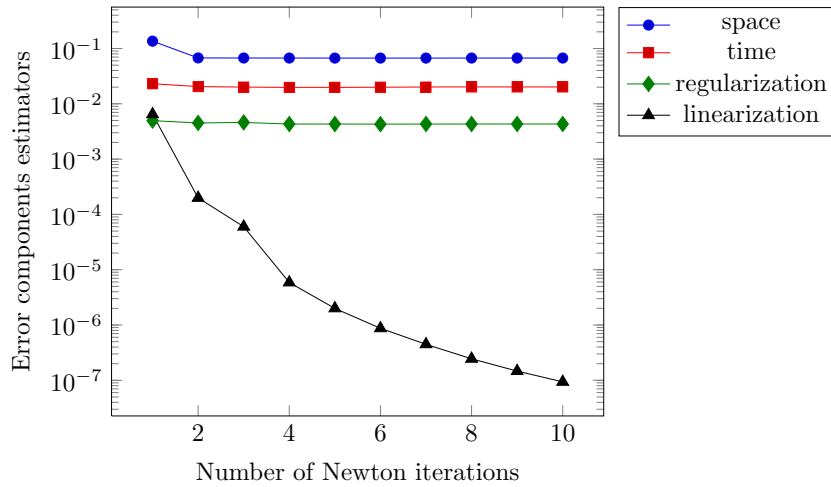 space
time
regularization
linearization
10^{-1}
10^{-2}
10^{-3}
10^{-4}
10^{-5}
10^{-6}
10^{-7}
Error components estimators
2 4 6 8 10
Number of Newton iterations